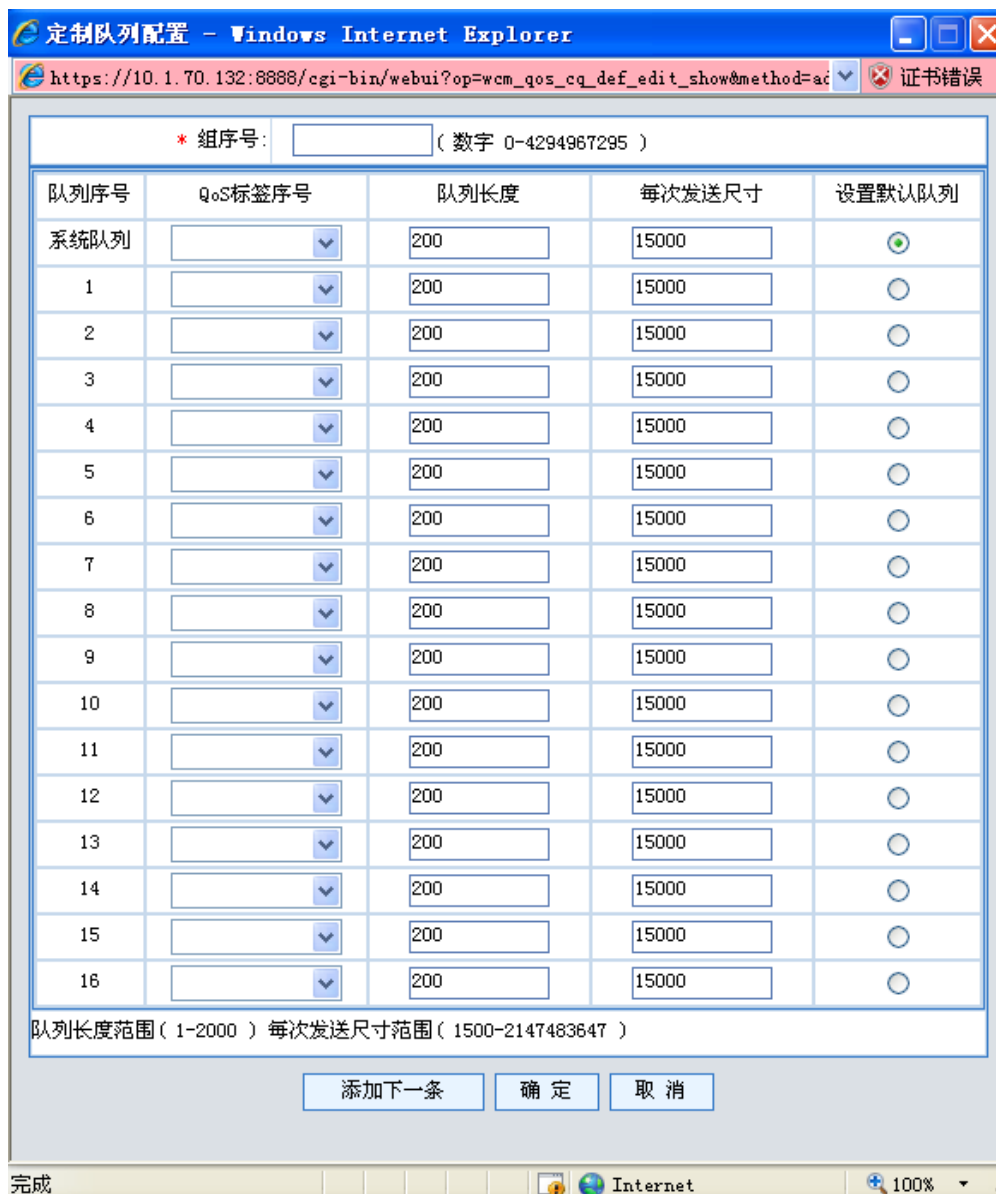 定制队列配置 - Windows Internet Explorer
https://10.1.70.132:8888/cgi-bin/webui?op=wcm_qos_cq_def_edit_show&method=ad 证书错误
* 组序号: ( 数字 0-4294967295 )
队列序号 QoS标签序号 队列长度 每次发送尺寸 设置默认队列
系统队列 200 15000
1 200 15000
2 200 15000
3 200 15000
4 200 15000
5 200 15000
6 200 15000
7 200 15000
8 200 15000
9 200 15000
10 200 15000
11 200 15000
12 200 15000
13 200 15000
14 200 15000
15 200 15000
16 200 15000
队列长度范围( 1-2000 ) 每次发送尺寸范围( 1500-2147483647 )
添加下一条 确 定 取 消
完成 Internet 100%